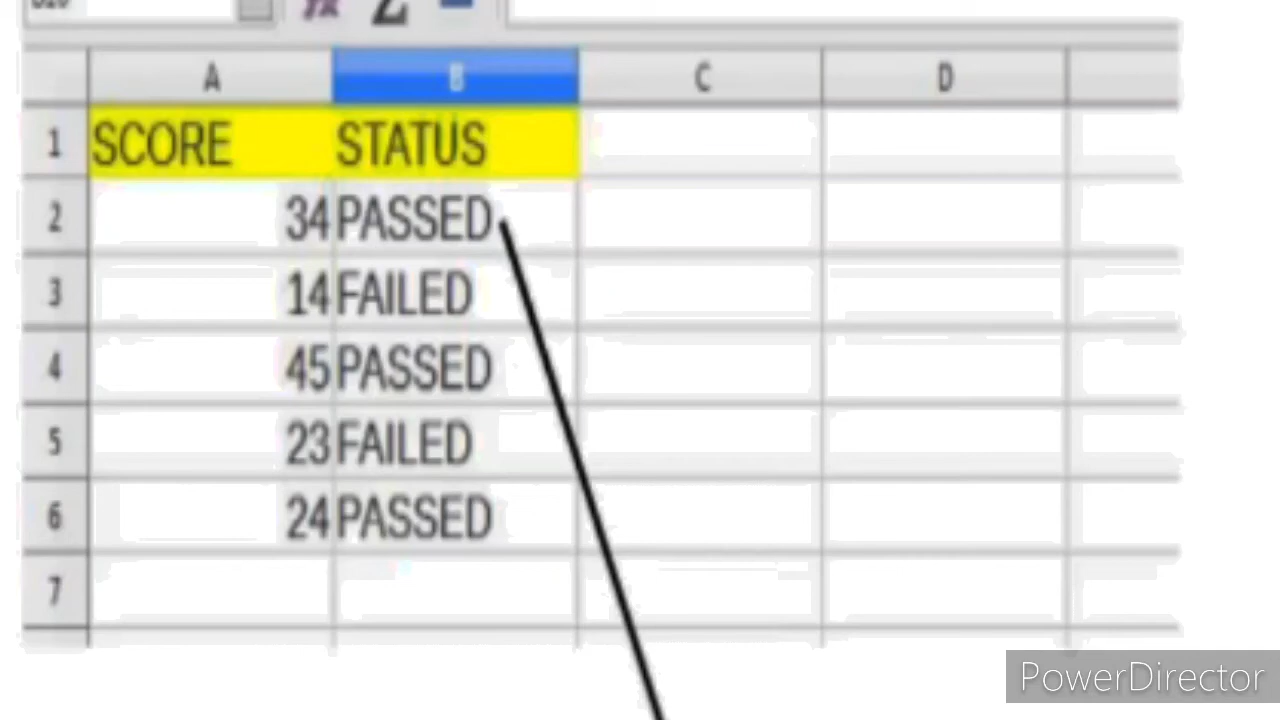 A B C D
1 SCORE STATUS
2 34 PASSED
3 14 FAILED
4 45 PASSED
5 23 FAILED
6 24 PASSED
7
PowerDirector